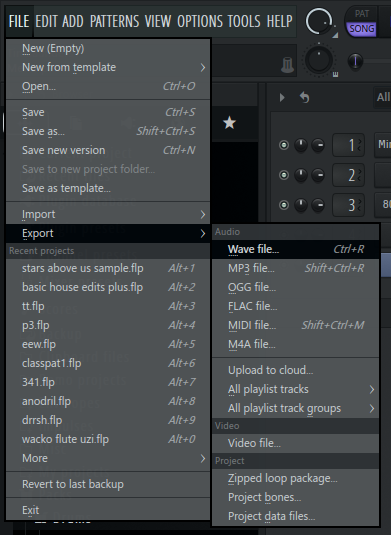 FILE EDIT ADD PATTERNS VIEW OPTIONS TOOLS HELP
PAT
SONG
New (Empty)
New from template
Open... Ctrl+O
Save Ctrl+S
Save as... Shift+Ctrl+S
Save new version Ctrl+N
Save to new project folder...
Save as template...
Import
Export
Recent projects
stars above us sample.flp Alt+1
basic house edits plus.flp Alt+2
tt.flp Alt+3
p3.flp Alt+4
eew.flp Alt+5
classpat1.flp Alt+6
341.flp Alt+7
anodril.flp Alt+8
drrsh.flp Alt+9
wacko flute uzi.flp Alt+0
More
Revert to last backup
Exit
All
1 Min
2
3 80
Audio
Wave file... Ctrl+R
MP3 file... Shift+Ctrl+R
OGG file...
FLAC file...
MIDI file... Shift+Ctrl+M
M4A file...
Upload to cloud...
All playlist tracks
All playlist track groups
Video
Video file...
Project
Zipped loop package...
Project bones...
Project data files...